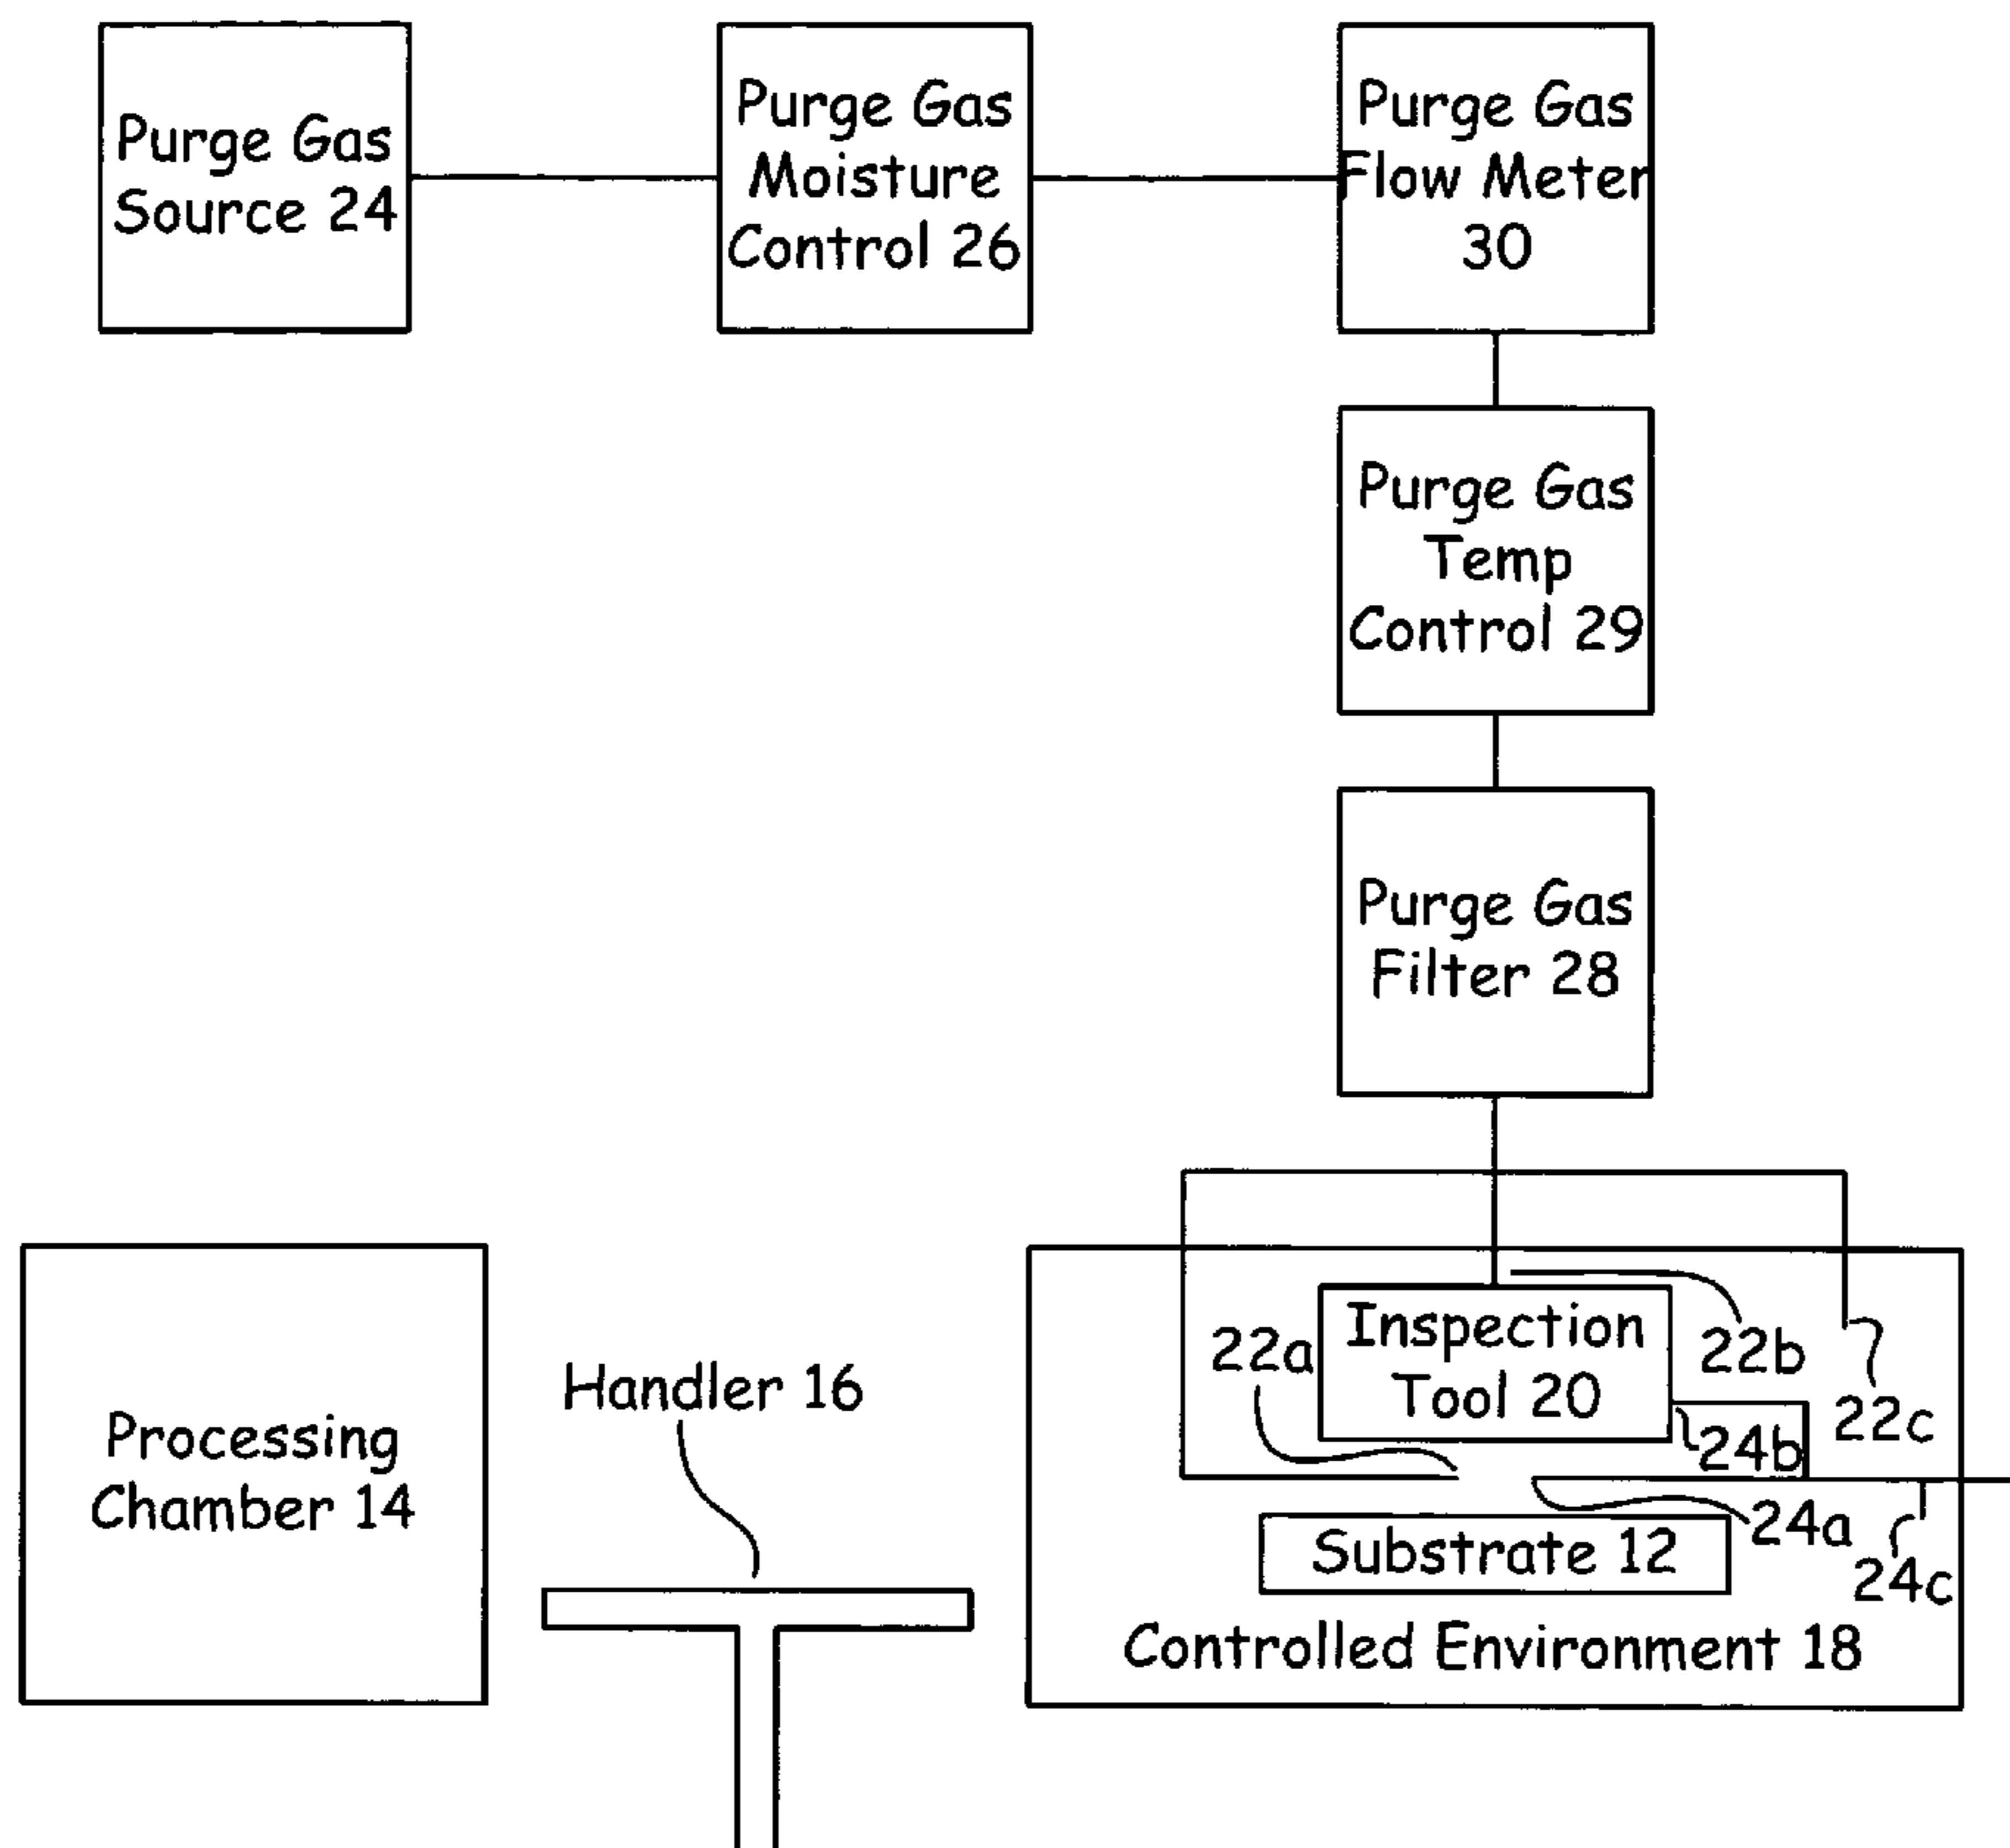 Purge Gas
Source 24
Purge Gas
Moisture
Control 26
Purge Gas
Flow Meter
30
Purge Gas
Temp
Control 29
Purge Gas
Filter 28
Processing
Chamber 14
Handler 16
22a
Inspection
Tool 20
22b
22c
24b
24a
24c
Substrate 12
Controlled Environment 18